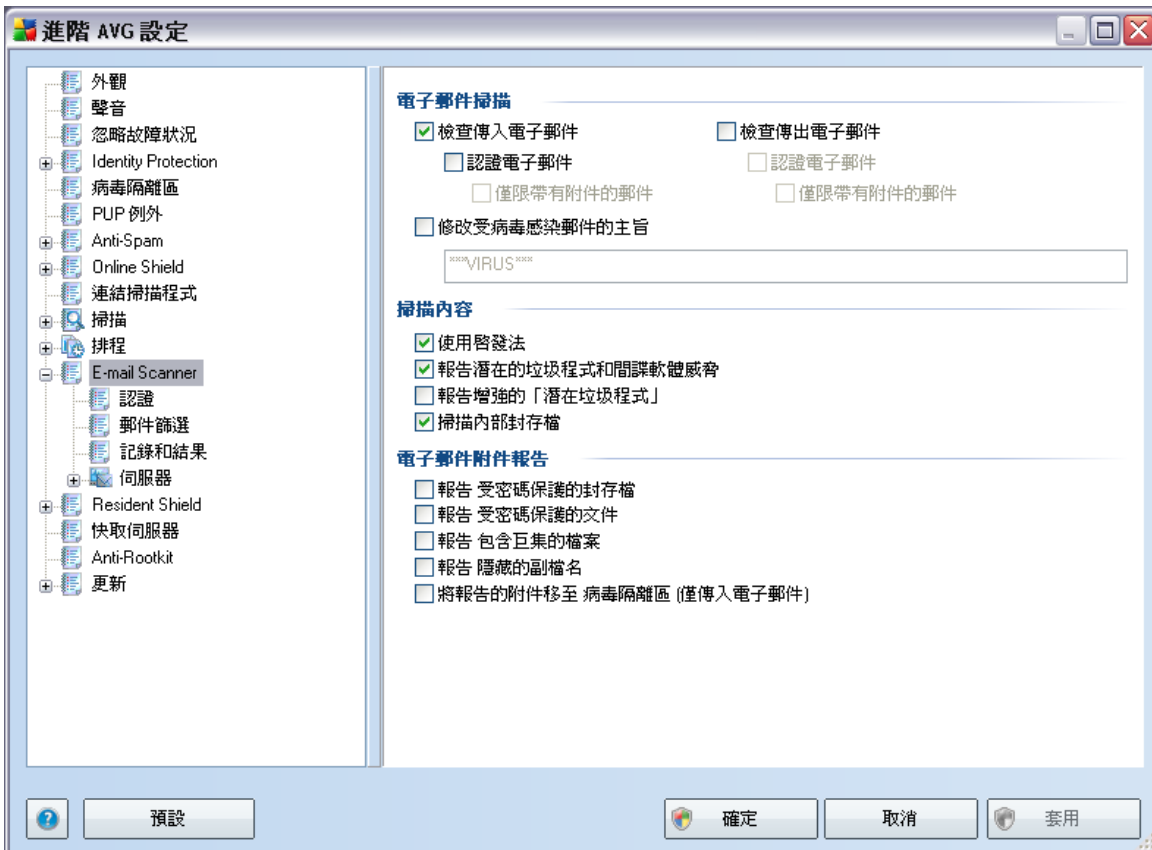 進階 AVG 設定
外觀
聲音
忽略故障狀況
Identity Protection
病毒隔離區
PUP 例外
Anti-Spam
Online Shield
連結掃描程式
掃描
排程
E-mail Scanner
認證
郵件篩選
記錄和結果
伺服器
Resident Shield
快取伺服器
Anti-Rootkit
更新
電子郵件掃描
檢查傳入電子郵件 檢查傳出電子郵件
認證電子郵件 認證電子郵件
僅限帶有附件的郵件 僅限帶有附件的郵件
修改受病毒感染郵件的主旨
***VIRUS***
掃描內容
使用啓發法
報告潛在的垃圾程式和間諜軟體威脅
報告增強的「潛在垃圾程式」
掃描內部封存檔
電子郵件附件報告
報告 受密碼保護的封存檔
報告 受密碼保護的文件
報告 包含巨集的檔案
報告 隱藏的副檔名
將報告的附件移至 病毒隔離區 (僅傳入電子郵件)
預設 確定 取消 套用